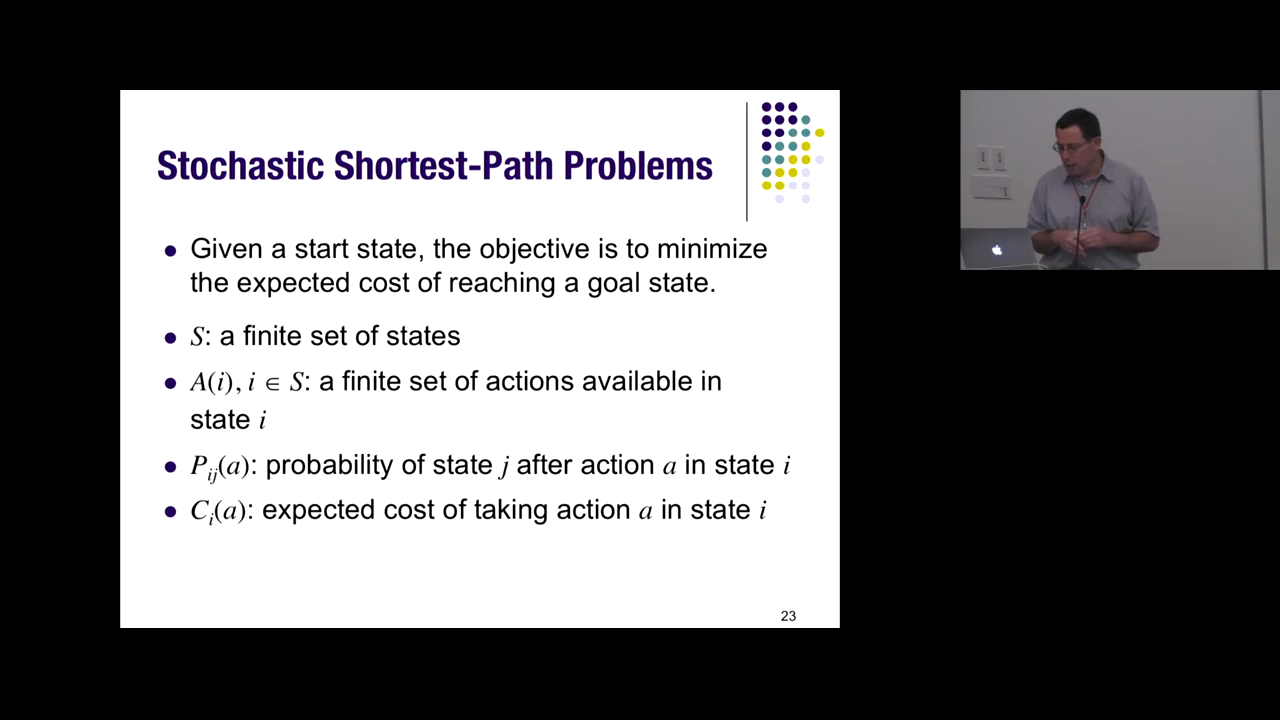 Stochastic Shortest-Path Problems
● Given a start state, the objective is to minimize
the expected cost of reaching a goal state.
● S: a finite set of states
● A(i), i ∈ S: a finite set of actions available in
state i
● Pij(a): probability of state j after action a in state i
● Ci(a): expected cost of taking action a in state i
23